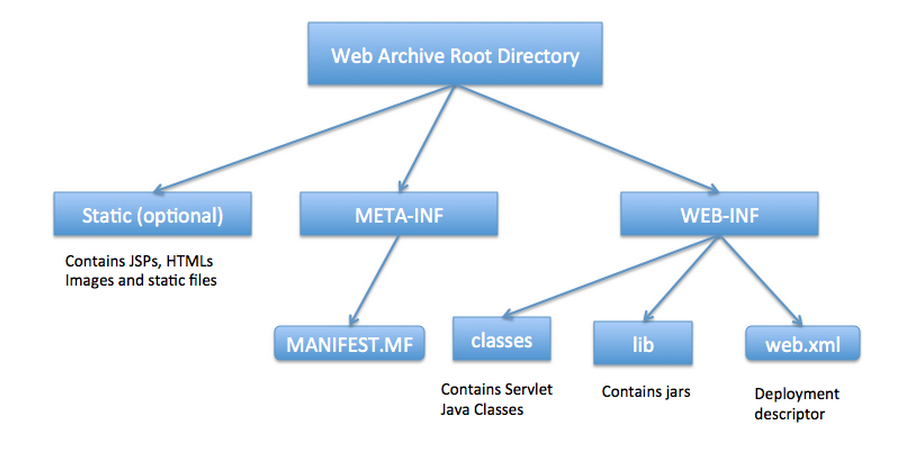 Web Archive Root Directory
Static (optional)
META-INF
WEB-INF
Contains JSPs, HTMLs
Images and static files
MANIFEST.MF
classes
lib
web.xml
Contains Servlet
Java Classes
Contains jars
Deployment
descriptor